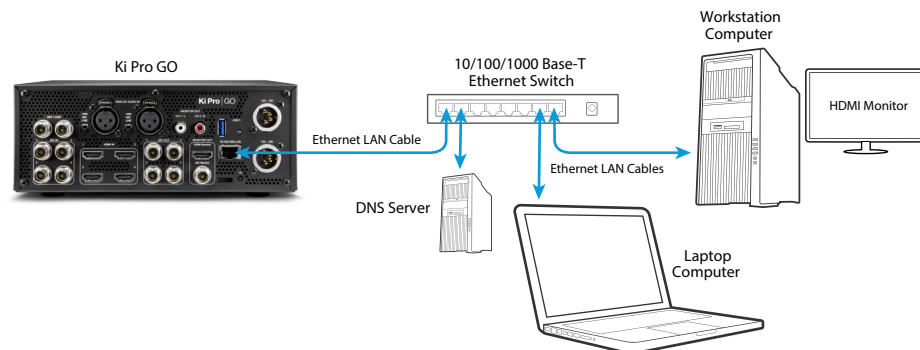 Workstation
Computer
Ki Pro GO
10/100/1000 Base-T
Ethernet Switch
Ki Pro GO
HDMI Monitor
Ethernet LAN Cable
Ethernet LAN Cables
DNS Server
Laptop
Computer